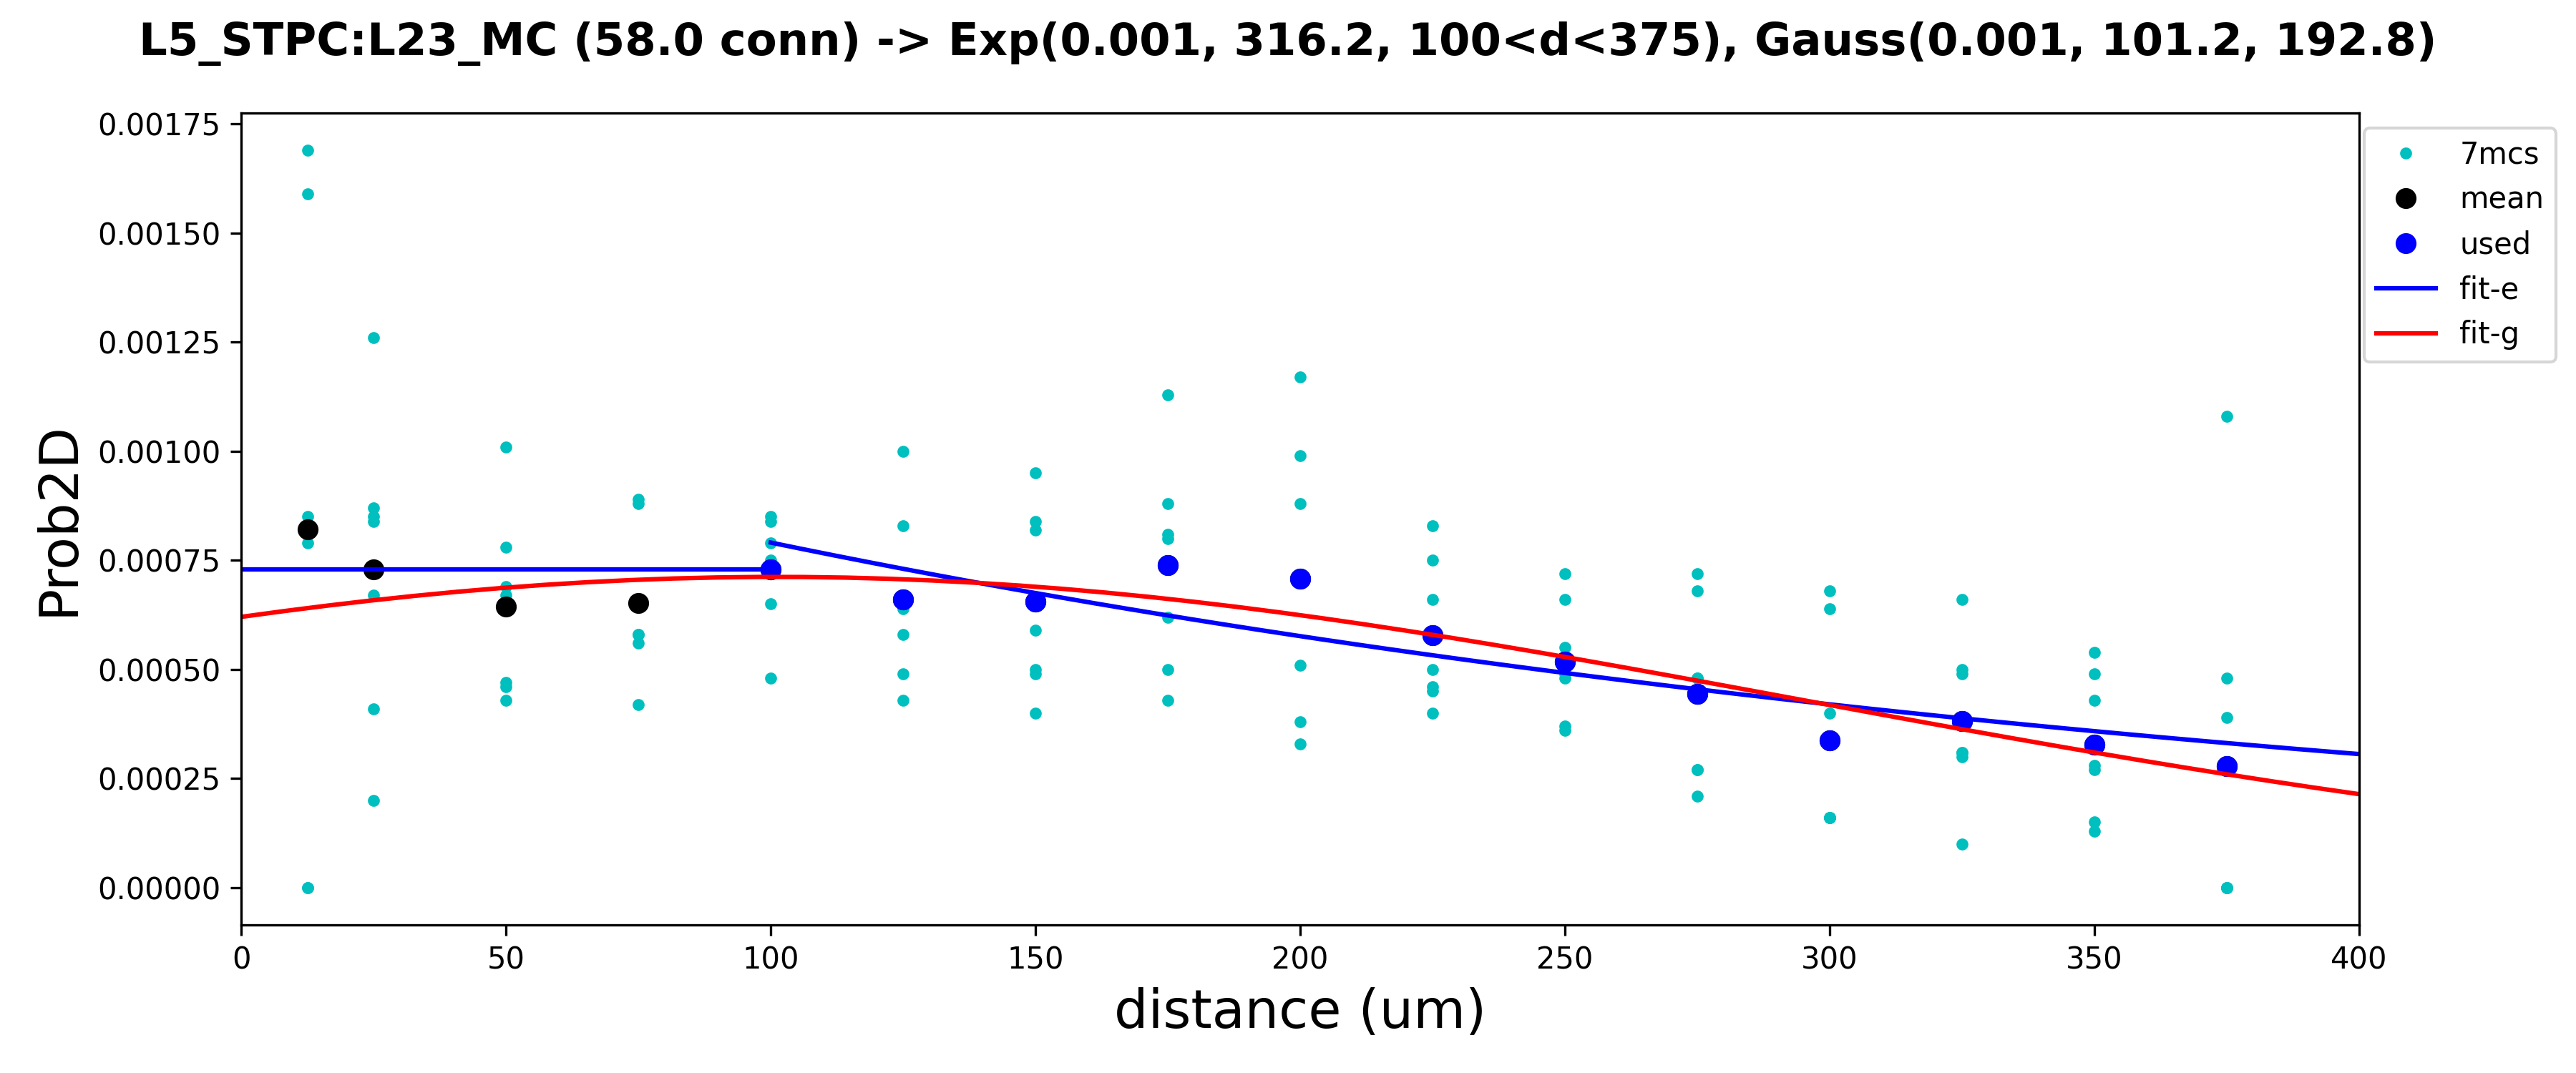 L5_STPC:L23_MC (58.0 conn) -> Exp(0.001, 316.2, 100<d<375), Gauss(0.001, 101.2, 192.8)
0.00175
0.00150
0.00125
0.00100
0.00075
0.00050
0.00025
0.00000
Prob2D
0 50 100 150 200 250 300 350 400
distance (um)
7mcs
mean
used
fit-e
fit-g